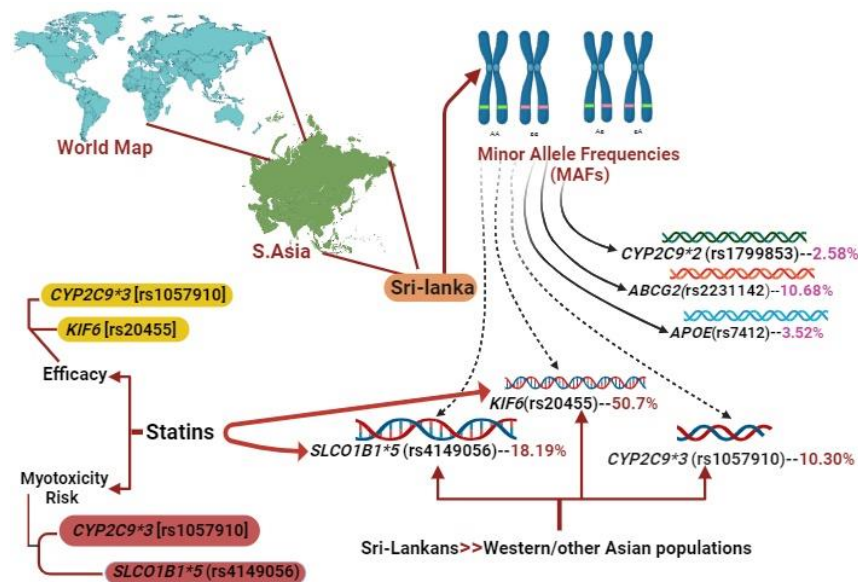 World Map
S.Asia
Sri-lanka
AA
aa
Aa
aA
Minor Allele Frequencies
(MAFs)
CYP2C9*2 (rs1799853)--2.58%
ABCG2(rs2231142)--10.68%
APOE(rs7412)--3.52%
CYP2C9*3 [rs1057910]
KIF6 [rs20455]
Efficacy
Statins
Myotoxicity
Risk
CYP2C9*3 [rs1057910]
SLCO1B1*5 (rs4149056)
KIF6(rs20455)--50.7%
SLCO1B1*5 (rs4149056)--18.19%
CYP2C9*3 (rs1057910)--10.30%
Sri-Lankans>>Western/other Asian populations